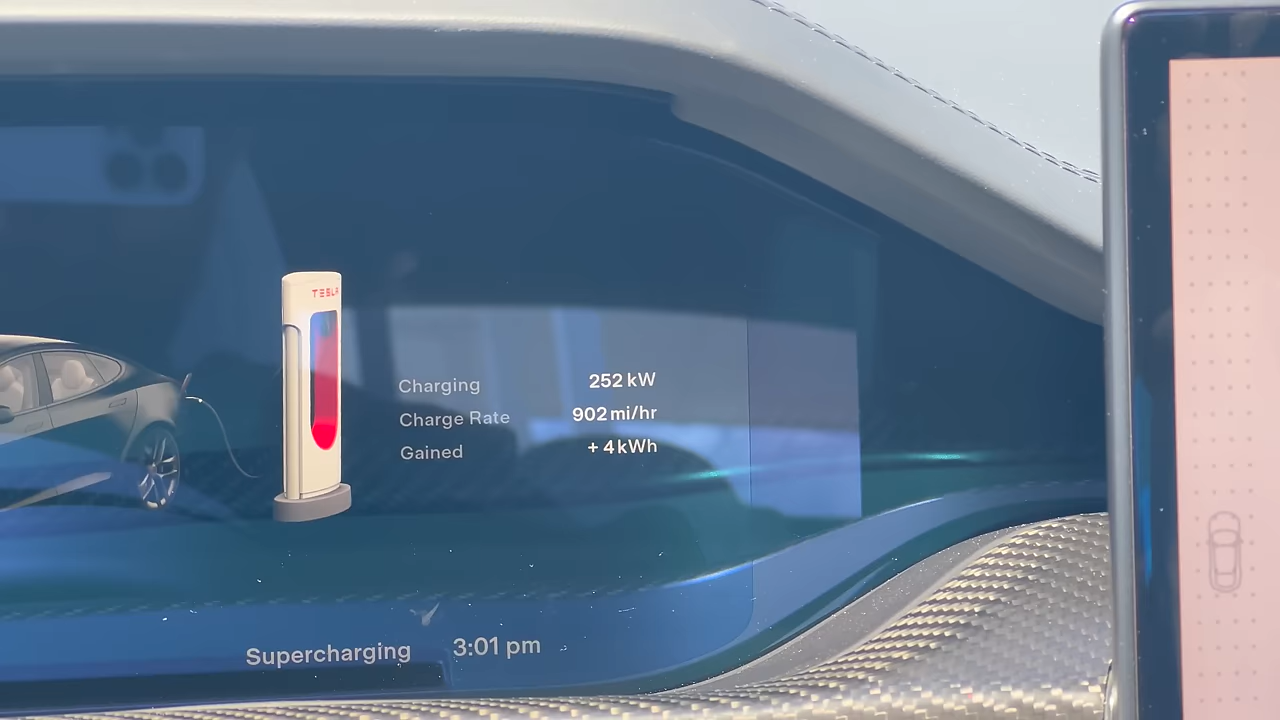 TESLA
Charging 252 kW
Charge Rate 902 mi/hr
Gained + 4 kWh
Supercharging 3:01 pm